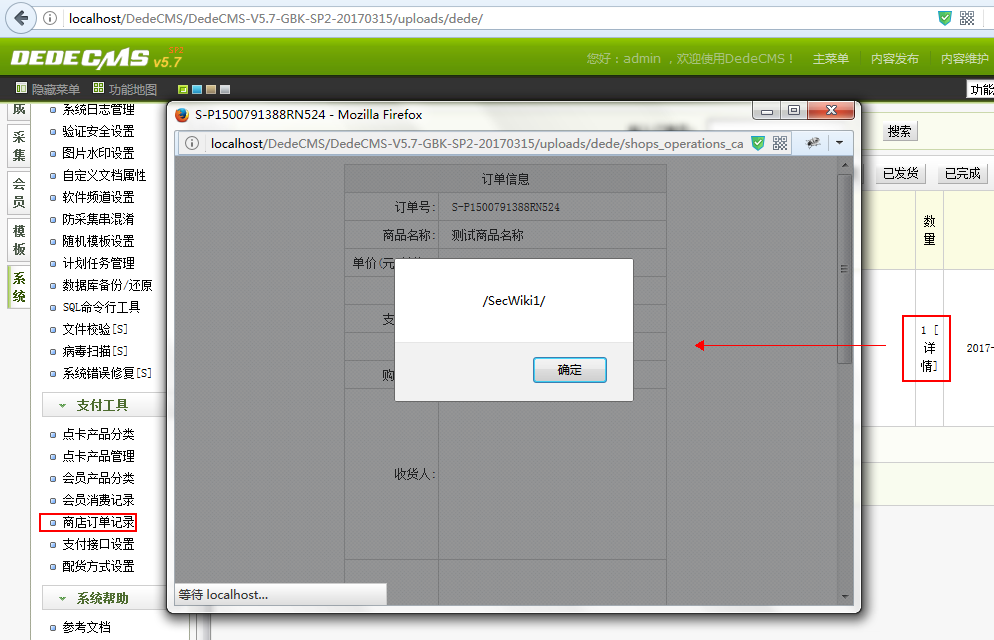 localhost/DedeCMS/DedeCMS-V5.7-GBK-SP2-20170315/uploads/dede/
DEDECMS v5.7
您好：admin ，欢迎使用DedeCMS！ 主菜单 内容发布 内容维护
隐藏菜单 功能地图
功能
成
采集
会员
模板
系统
系统日志管理
验证安全设置
图片水印设置
自定义文档属性
软件频道设置
防采集串混淆
随机模板设置
计划任务管理
数据库备份/还原
SQL命令行工具
文件校验[S]
病毒扫描[S]
系统错误修复[S]
支付工具
点卡产品分类
点卡产品管理
会员产品分类
会员消费记录
商店订单记录
支付接口设置
配货方式设置
系统帮助
参考文档
S-P1500791388RN524 - Mozilla Firefox
localhost/DedeCMS/DedeCMS-V5.7-GBK-SP2-20170315/uploads/dede/shops_operations_ca
订单信息
订单号: S-P1500791388RN524
商品名称: 测试商品名称
单价(元
支
购
收货人:
/SecWiki1/
确定
等待 localhost...
搜索
已发货 已完成
数量
1 [
详
情]
2017-